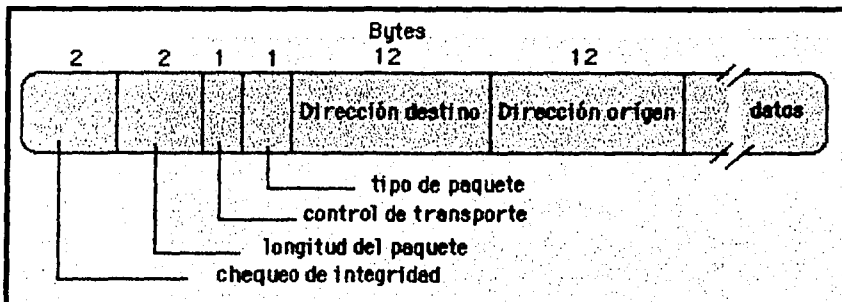 Bytes
2 2 1 1 12 12
Dirección destino Dirección orígen datos
tipo de paquete
control de transporte
longitud del paquete
chequeo de integridad